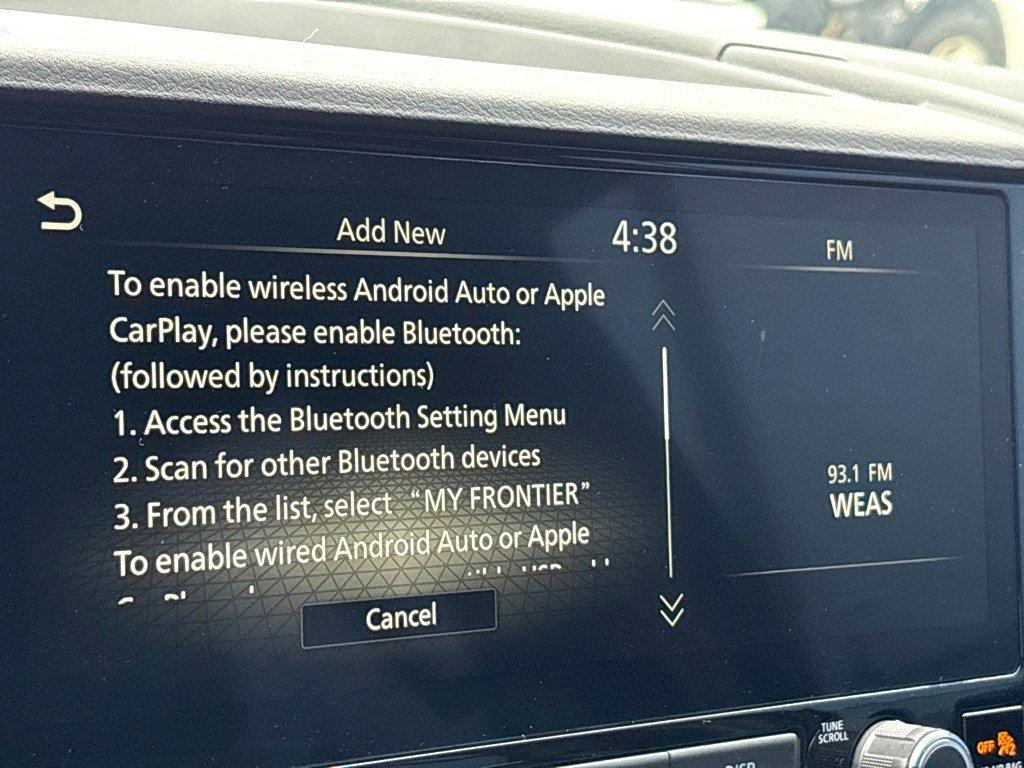 Add New
4:38
FM
To enable wireless Android Auto or Apple
CarPlay, please enable Bluetooth:
(followed by instructions)
1. Access the Bluetooth Setting Menu
2. Scan for other Bluetooth devices
3. From the list, select “MY FRONTIER”
To enable wired Android Auto or Apple
Cancel
93.1 FM
WEAS
TUNE
SCROLL
OFF